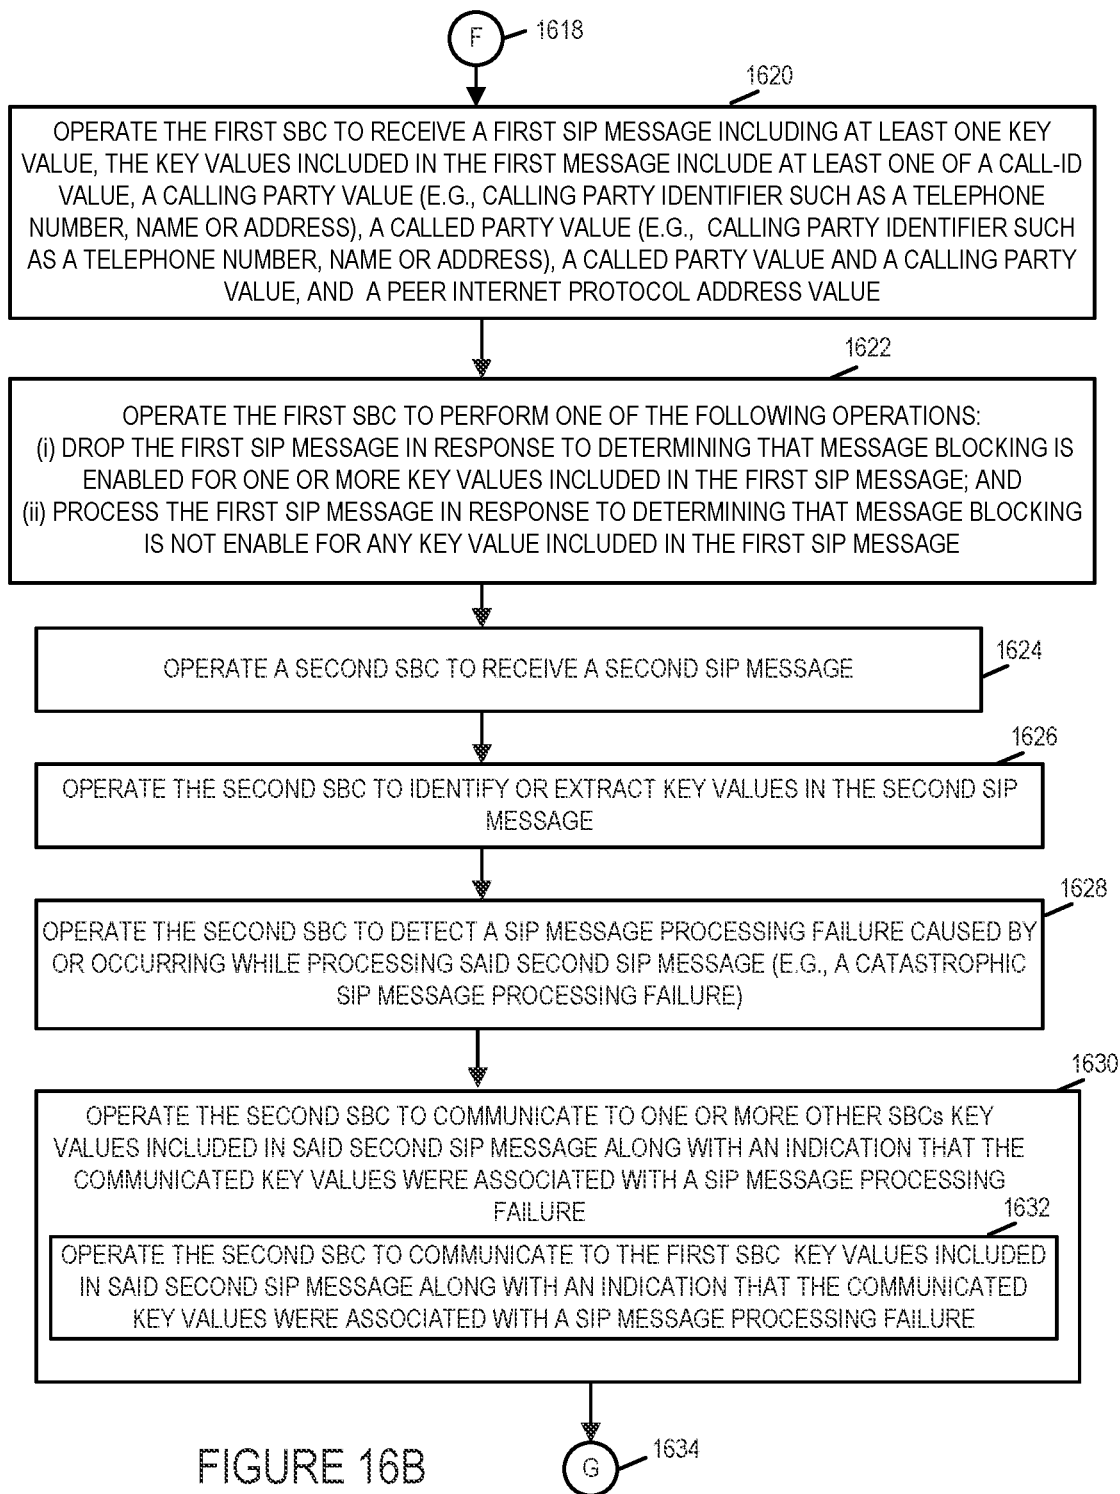 F
1618
1620
OPERATE THE FIRST SBC TO RECEIVE A FIRST SIP MESSAGE INCLUDING AT LEAST ONE KEY
VALUE, THE KEY VALUES INCLUDED IN THE FIRST MESSAGE INCLUDE AT LEAST ONE OF A CALL-ID
VALUE, A CALLING PARTY VALUE (E.G., CALLING PARTY IDENTIFIER SUCH AS A TELEPHONE
NUMBER, NAME OR ADDRESS), A CALLED PARTY VALUE (E.G., CALLING PARTY IDENTIFIER SUCH
AS A TELEPHONE NUMBER, NAME OR ADDRESS), A CALLED PARTY VALUE AND A CALLING PARTY
VALUE, AND A PEER INTERNET PROTOCOL ADDRESS VALUE
1622
OPERATE THE FIRST SBC TO PERFORM ONE OF THE FOLLOWING OPERATIONS:
(i) DROP THE FIRST SIP MESSAGE IN RESPONSE TO DETERMINING THAT MESSAGE BLOCKING IS
ENABLED FOR ONE OR MORE KEY VALUES INCLUDED IN THE FIRST SIP MESSAGE; AND
(ii) PROCESS THE FIRST SIP MESSAGE IN RESPONSE TO DETERMINING THAT MESSAGE BLOCKING
IS NOT ENABLE FOR ANY KEY VALUE INCLUDED IN THE FIRST SIP MESSAGE
1624
OPERATE A SECOND SBC TO RECEIVE A SECOND SIP MESSAGE
1626
OPERATE THE SECOND SBC TO IDENTIFY OR EXTRACT KEY VALUES IN THE SECOND SIP
MESSAGE
1628
OPERATE THE SECOND SBC TO DETECT A SIP MESSAGE PROCESSING FAILURE CAUSED BY
OR OCCURRING WHILE PROCESSING SAID SECOND SIP MESSAGE (E.G., A CATASTROPHIC
SIP MESSAGE PROCESSING FAILURE)
1630
OPERATE THE SECOND SBC TO COMMUNICATE TO ONE OR MORE OTHER SBCs KEY
VALUES INCLUDED IN SAID SECOND SIP MESSAGE ALONG WITH AN INDICATION THAT THE
COMMUNICATED KEY VALUES WERE ASSOCIATED WITH A SIP MESSAGE PROCESSING
FAILURE
1632
OPERATE THE SECOND SBC TO COMMUNICATE TO THE FIRST SBC KEY VALUES INCLUDED
IN SAID SECOND SIP MESSAGE ALONG WITH AN INDICATION THAT THE COMMUNICATED
KEY VALUES WERE ASSOCIATED WITH A SIP MESSAGE PROCESSING FAILURE
G
1634
FIGURE 16B